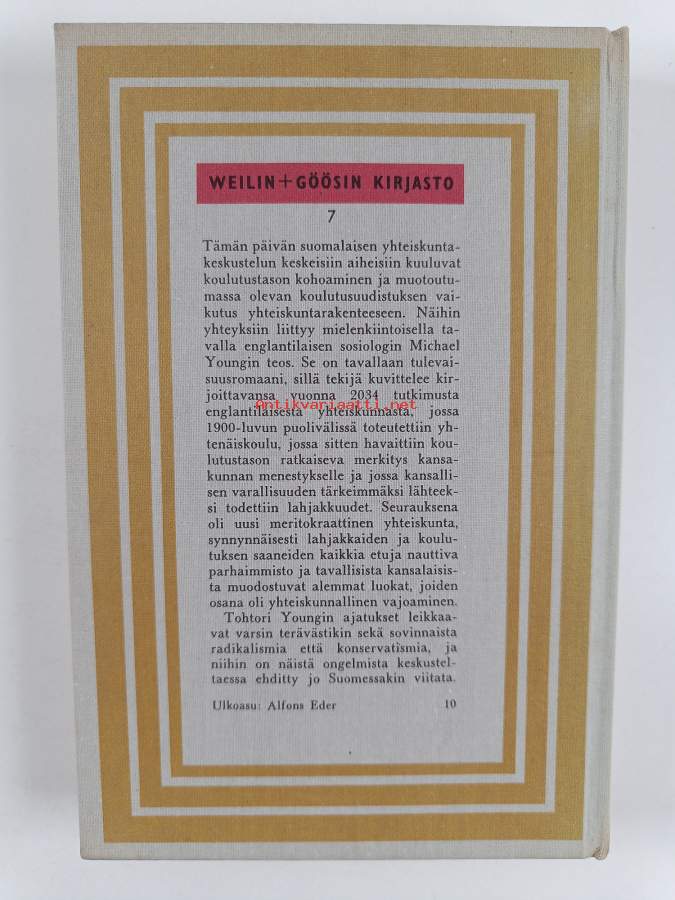 WEILIN+GÖÖSIN KIRJASTO
7
Tämän päivän suomalaisen yhteiskunta-
keskustelun keskeisiin aiheisiin kuuluvat
koulutustason kohoaminen ja muotoutu-
massa olevan koulutusuudistuksen vai-
kutus yhteiskuntarakenteeseen. Näihin
yhteyksiin liittyy mielenkiintoisella ta-
valla englantilaisen sosiologin Michael
Youngin teos. Se on tavallaan tulevai-
suusromaani, sillä tekijä kuvittelee kir-
joittavansa vuonna 2034 tutkimusta
Antikvariaatti.net
englantilaisesta yhteiskunnasta, jossa
1900-luvun puolivälissä toteutettiin yh-
tenäiskoulu, jossa sitten havaittiin kou-
lutustason ratkaiseva merkitys kansa-
kunnan menestykselle ja jossa kansalli-
sen varallisuuden tärkeimmäksi lähteek-
si todettiin lahjakkuudet. Seurauksena
oli uusi meritokraattinen yhteiskunta,
synnynnäisesti lahjakkaiden ja koulu-
tuksen saaneiden kaikkia etuja nauttiva
parhaimmisto ja tavallisista kansalaisis-
ta muodostuvat alemmat luokat, joiden
osana oli yhteiskunnallinen vajoaminen.
Tohtori Youngin ajatukset leikkaa-
vat varsin terävästikin sekä sovinnaista
radikalismia että konservatismia, ja
niihin on näistä ongelmista keskustel-
taessa ehditty jo Suomessakin viitata.
Ulkoasu: Alfons Eder 10